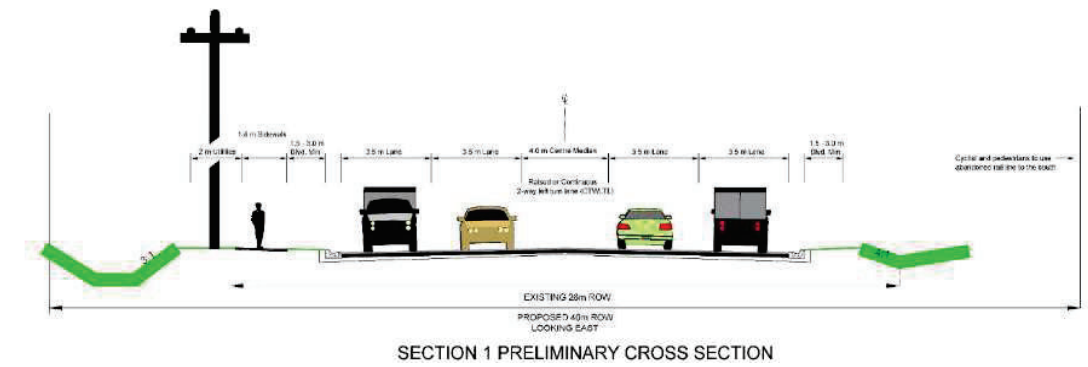 1.8 m Sidewalk
2 m Utilities
1.5 - 3.0 m
Blvd. Min
3.5 m Lane
3.5 m Lane
4.0 m Centre Median
3.5 m Lane
3.5 m Lane
1.5 - 3.0 m
Blvd. Min
Raised or Continuous
2-way left turn lane (CTWLTL)
Cyclist and pedestrians to use
abandoned rail line to the south
3:1
EXISTING 26m ROW
PROPOSED 40m ROW
LOOKING EAST
SECTION 1 PRELIMINARY CROSS SECTION